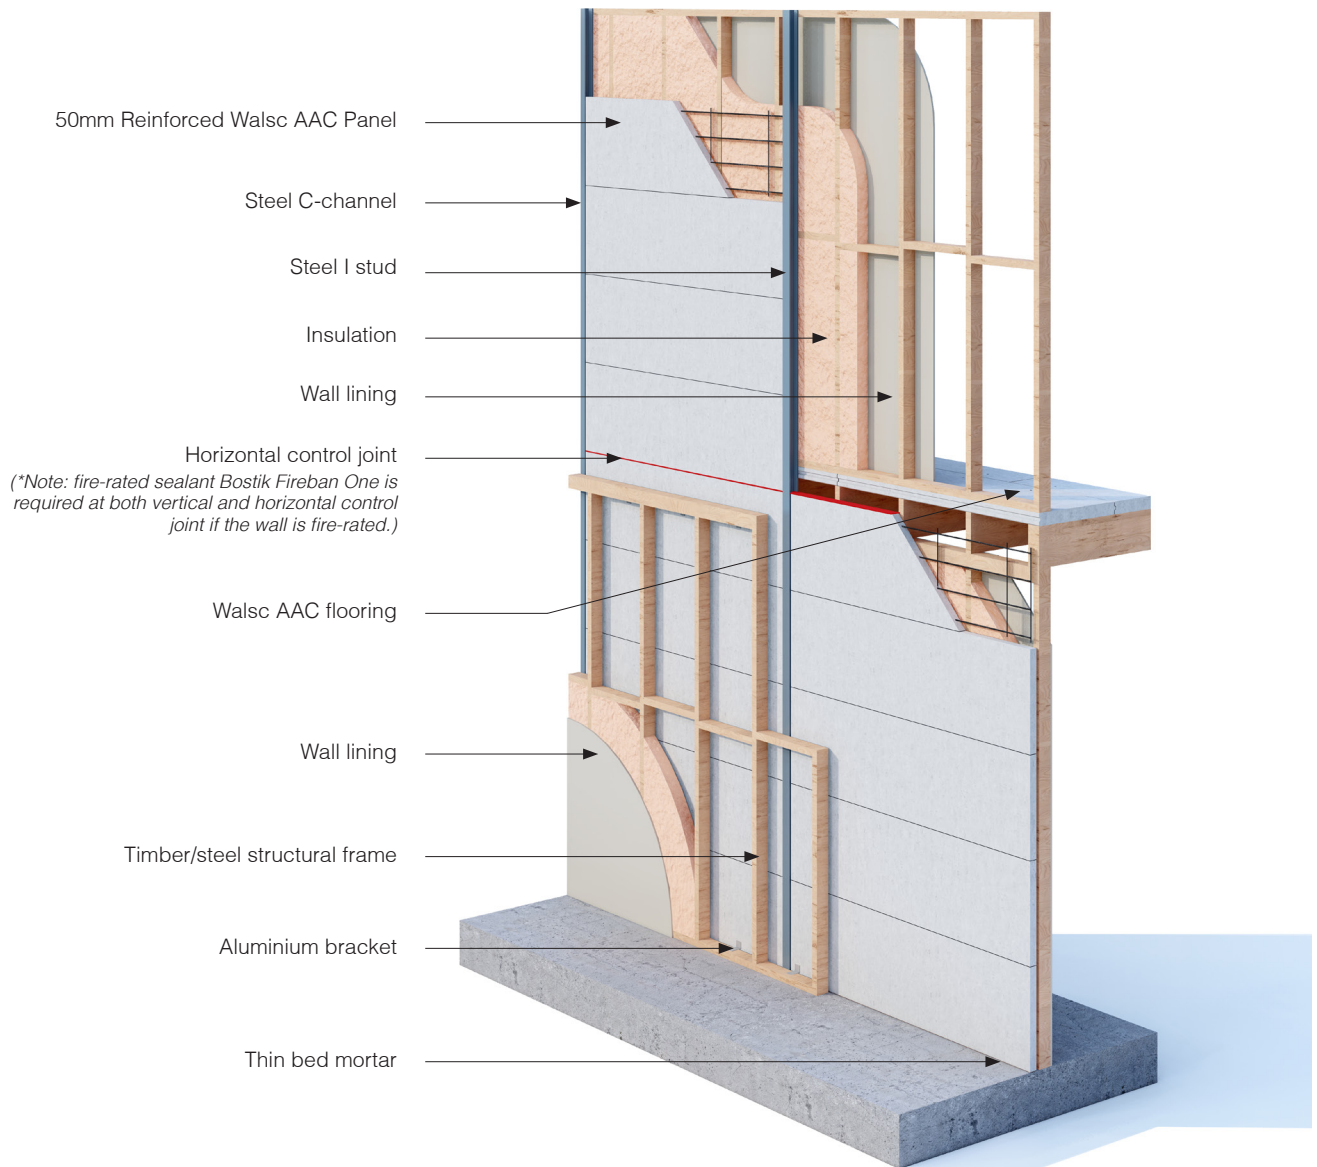 50mm Reinforced Walsc AAC Panel
Steel C-channel
Steel I stud
Insulation
Wall lining
Horizontal control joint
(*Note: fire-rated sealant Bostik Fireban One is
required at both vertical and horizontal control
joint if the wall is fire-rated.)
Walsc AAC flooring
Wall lining
Timber/steel structural frame
Aluminium bracket
Thin bed mortar